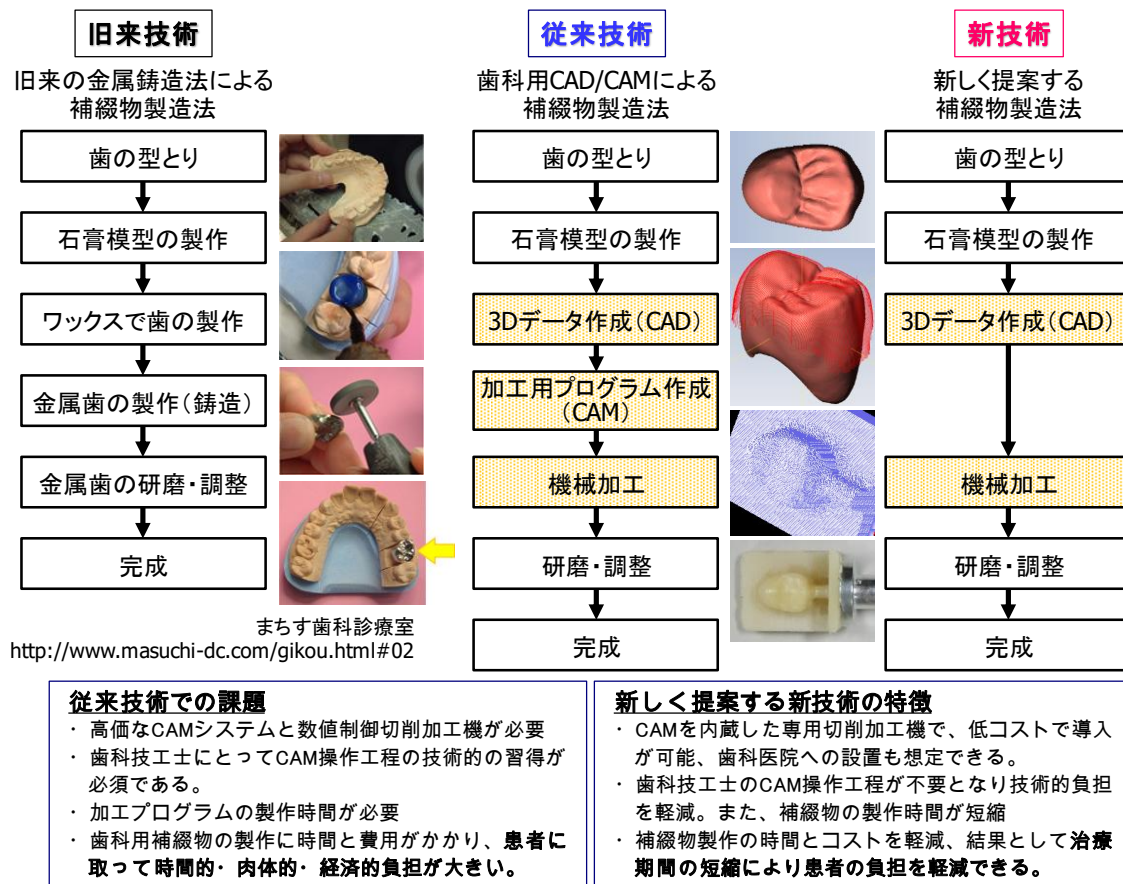 旧来技術
旧来の金属鋳造法による
補綴物製造法
歯の型とり
石膏模型の製作
ワックスで歯の製作
金属歯の製作(鋳造)
金属歯の研磨・調整
完成
まちす歯科診療室
http://www.masuchi-dc.com/gikou.html#02
従来技術
歯科用CAD/CAMによる
補綴物製造法
歯の型とり
石膏模型の製作
3Dデータ作成(CAD)
加工用プログラム作成
(CAM)
機械加工
研磨・調整
完成
新技術
新しく提案する
補綴物製造法
歯の型とり
石膏模型の製作
3Dデータ作成(CAD)
機械加工
研磨・調整
完成
従来技術での課題
・ 高価なCAMシステムと数値制御切削加工機が必要
・ 歯科技工士にとってCAM操作工程の技術的の習得が
必須である。
・ 加工プログラムの製作時間が必要
・ 歯科用補綴物の製作に時間と費用がかかり、患者に
取って時間的・肉体的・経済的負担が大きい。
新しく提案する新技術の特徴
・ CAMを内蔵した専用切削加工機で、低コストで導入
が可能、歯科医院への設置も想定できる。
・ 歯科技工士のCAM操作工程が不要となり技術的負担
を軽減。また、補綴物の製作時間が短縮
・ 補綴物製作の時間とコストを軽減、結果として治療
期間の短縮により患者の負担を軽減できる。